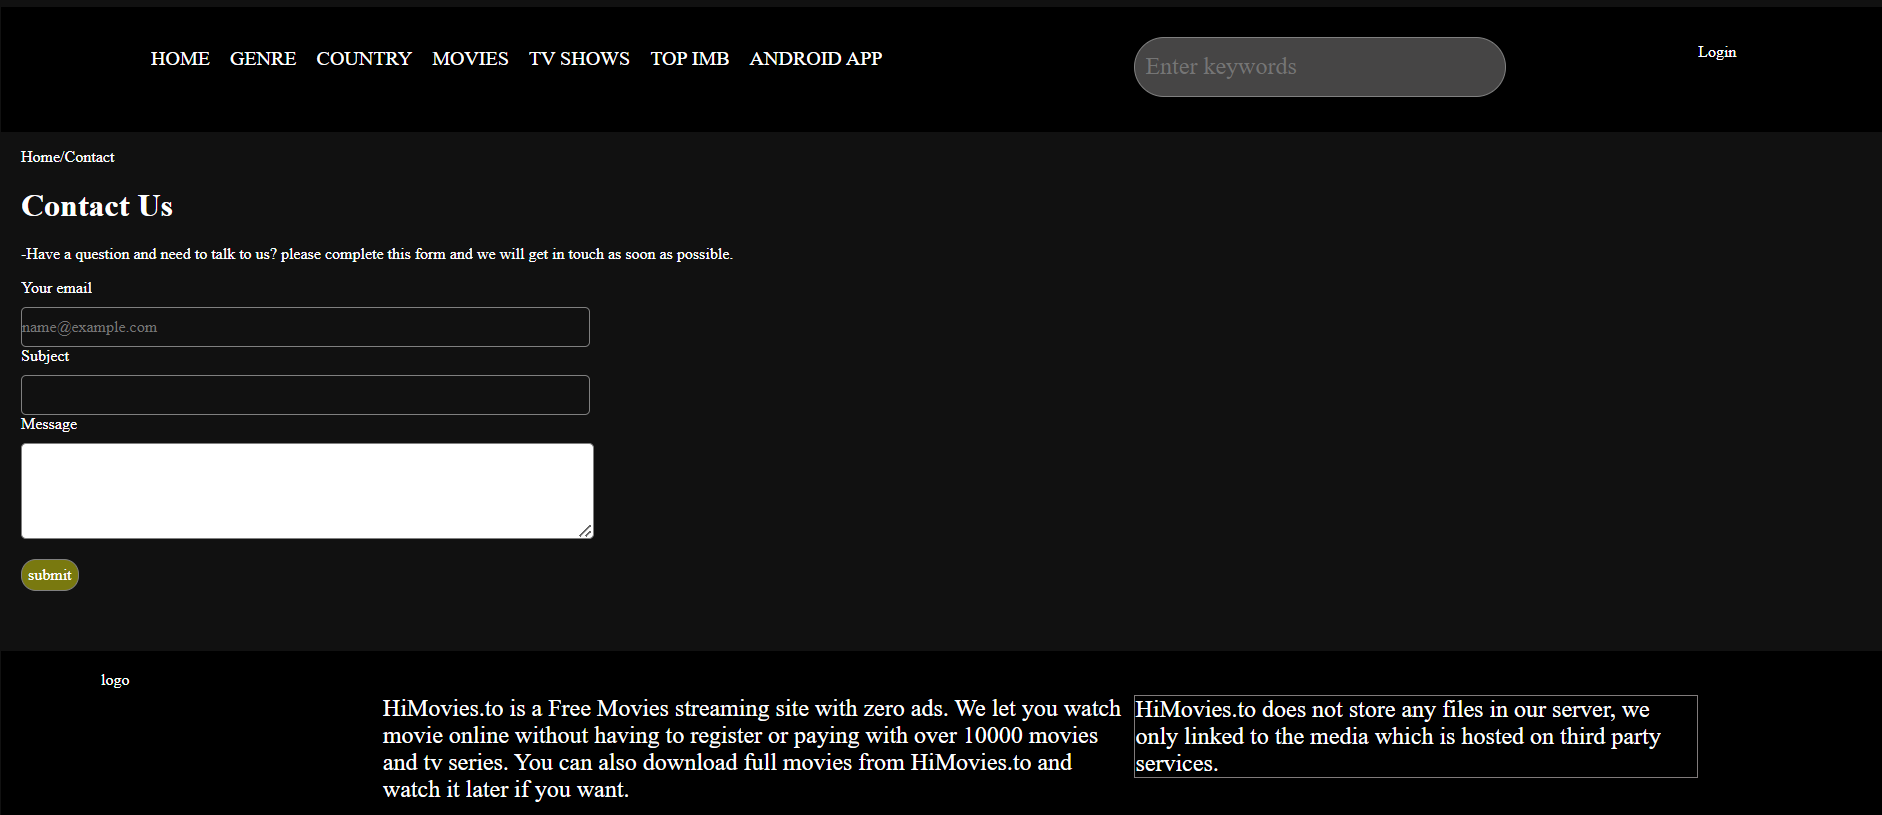 HOME GENRE COUNTRY MOVIES TV SHOWS TOP IMB ANDROID APP
Enter keywords
Login
Home/Contact
Contact Us
-Have a question and need to talk to us? please complete this form and we will get in touch as soon as possible.
Your email
name@example.com
Subject
Message
submit
logo
HiMovies.to is a Free Movies streaming site with zero ads. We let you watch
movie online without having to register or paying with over 10000 movies
and tv series. You can also download full movies from HiMovies.to and
watch it later if you want.
HiMovies.to does not store any files in our server, we
only linked to the media which is hosted on third party
services.